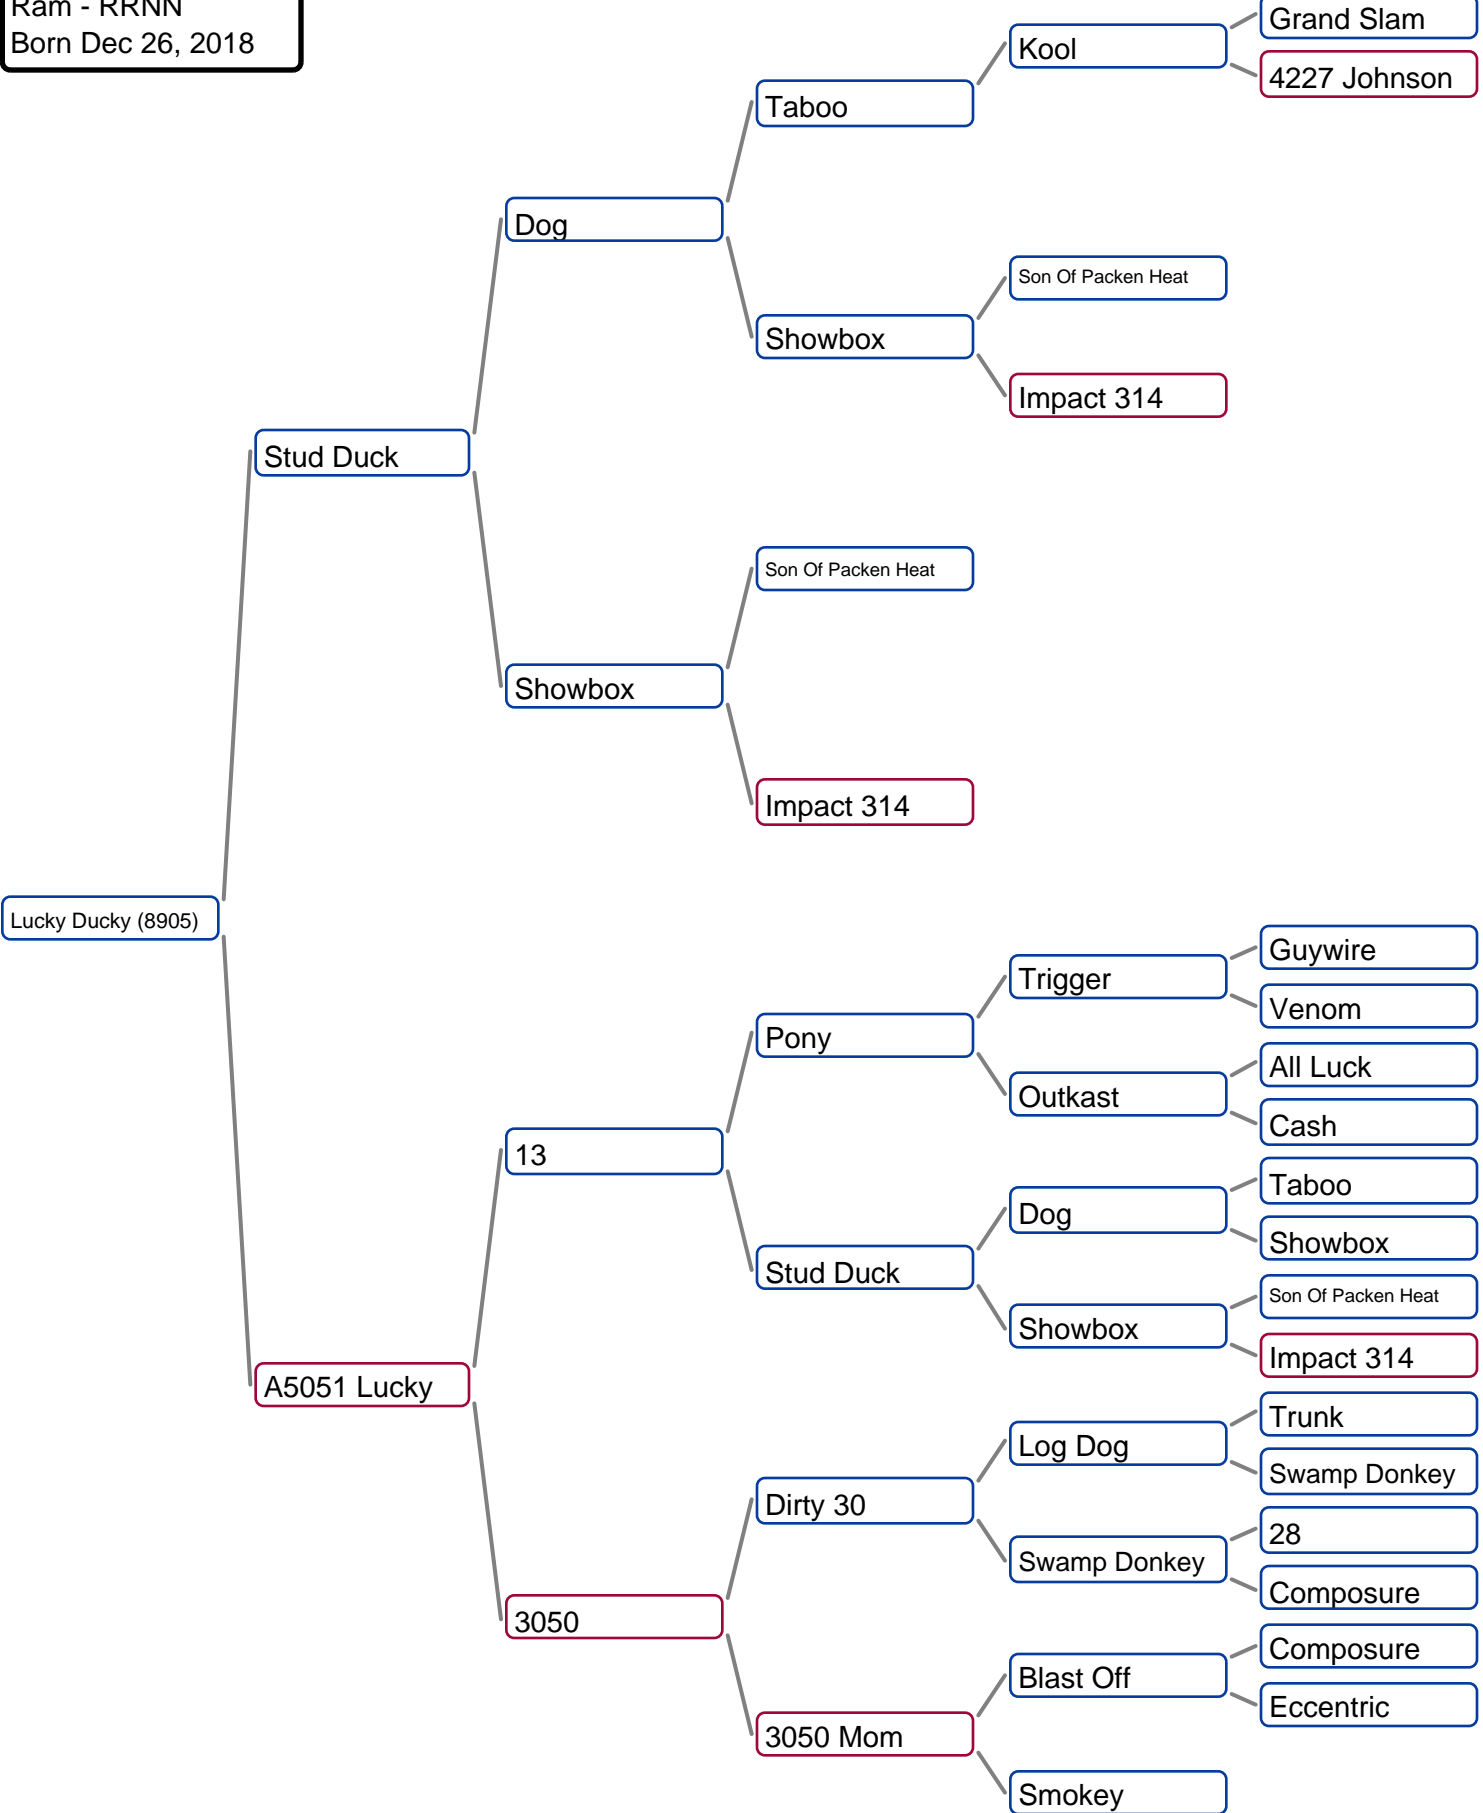 Ram - RRNN
Born Dec 26, 2018
Grand Slam
Kool
4227 Johnson
Taboo
Dog
Son Of Packen Heat
Showbox
Impact 314
Stud Duck
Son Of Packen Heat
Showbox
Impact 314
Lucky Ducky (8905)
Guywire
Trigger
Venom
Pony
All Luck
Outkast
Cash
13
Taboo
Dog
Showbox
Stud Duck
Son Of Packen Heat
Showbox
Impact 314
A5051 Lucky
Trunk
Log Dog
Swamp Donkey
Dirty 30
28
Swamp Donkey
Composure
3050
Composure
Blast Off
Eccentric
3050 Mom
Smokey